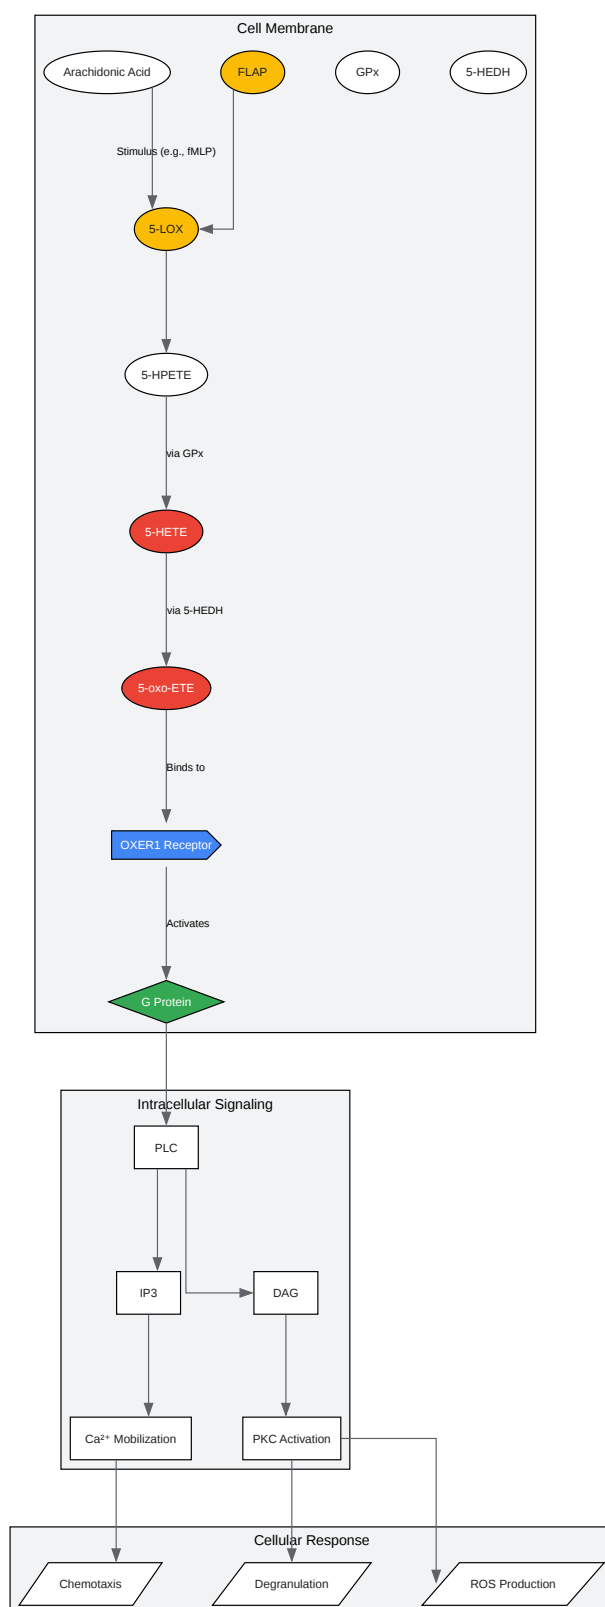 Cell Membrane
Arachidonic Acid
FLAP
GPx
5-HEDH
Stimulus (e.g., fMLP)
5-LOX
5-HPETE
via GPx
5-HETE
via 5-HEDH
5-oxo-ETE
Binds to
OXER1 Receptor
Activates
G Protein
Intracellular Signaling
PLC
IP3
DAG
Ca²⁺ Mobilization
PKC Activation
Cellular Response
Chemotaxis
Degranulation
ROS Production